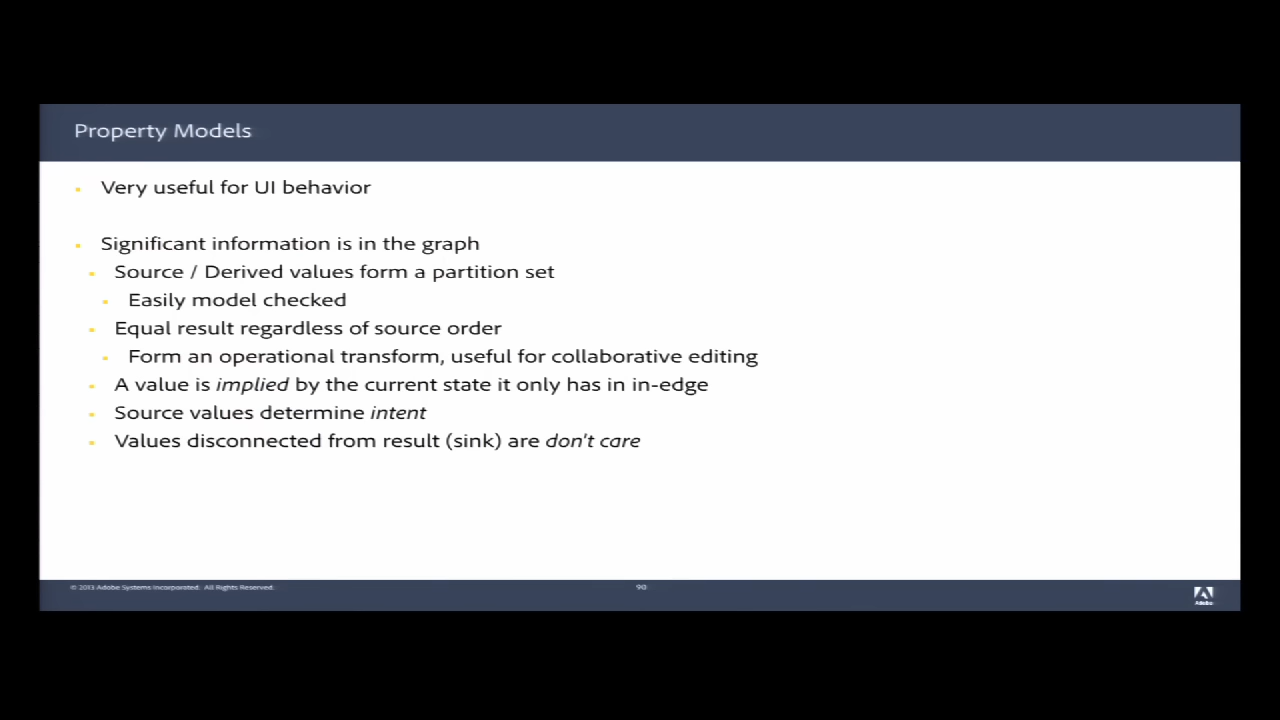 Property Models
Very useful for UI behavior
Significant information is in the graph
Source / Derived values form a partition set
Easily model checked
Equal result regardless of source order
Form an operational transform, useful for collaborative editing
A value is implied by the current state it only has in in-edge
Source values determine intent
Values disconnected from result (sink) are don't care
© 2013 Adobe Systems Incorporated. All Rights Reserved.
90
Adobe